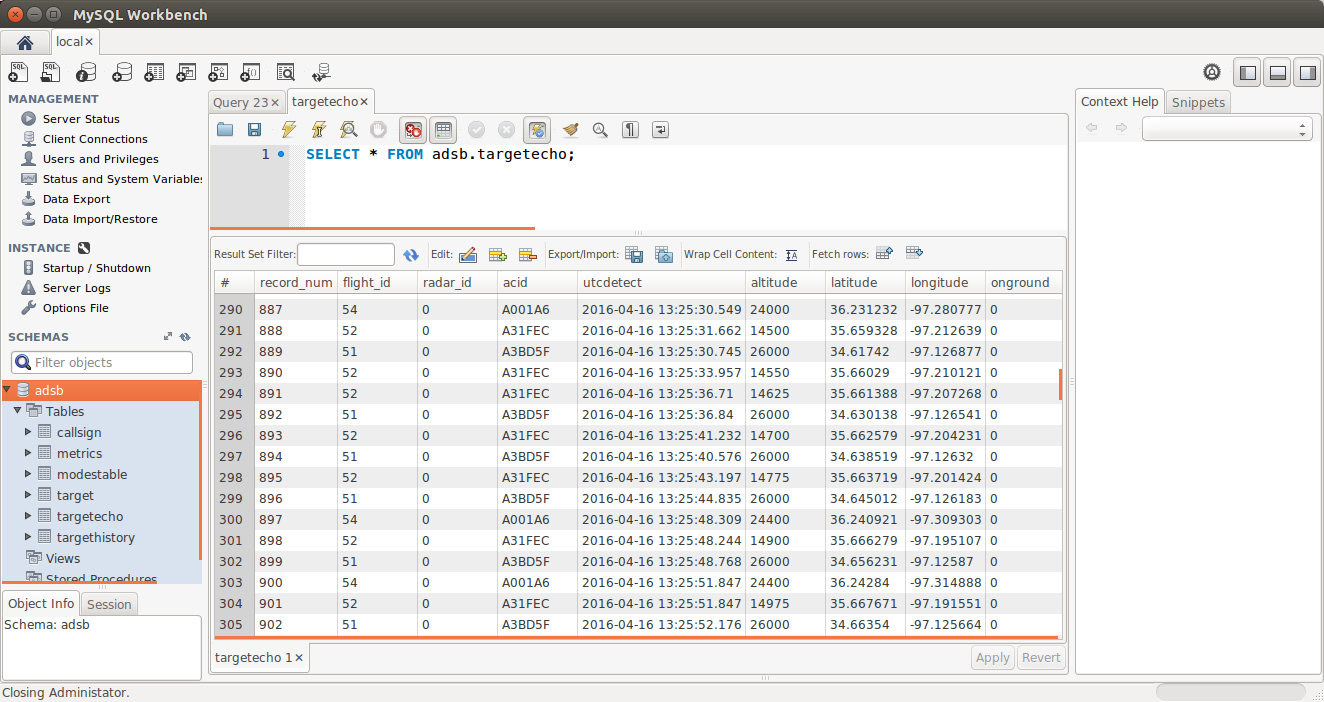 MySQL Workbench
local
MANAGEMENT
Server Status
Client Connections
Users and Privileges
Status and System Variables
Data Export
Data Import/Restore
INSTANCE
Startup / Shutdown
Server Logs
Options File
SCHEMAS
Filter objects
adsb
Tables
callsign
metrics
modestable
target
targetecho
targethistory
Views
Stored Procedures
Object Info Session
Schema: adsb
Query 23 targetecho
1 SELECT * FROM adsb.targetecho;
Result Set Filter: Edit: Export/Import: Wrap Cell Content: Fetch rows:
# record_num flight_id radar_id acid utcdetect altitude latitude longitude onground
290 887 54 0 A001A6 2016-04-16 13:25:30.549 24000 36.231232 -97.280777 0
291 888 52 0 A31FEC 2016-04-16 13:25:31.662 14500 35.659328 -97.212639 0
292 889 51 0 A3BD5F 2016-04-16 13:25:30.745 26000 34.61742 -97.126877 0
293 890 52 0 A31FEC 2016-04-16 13:25:33.957 14550 35.66029 -97.210121 0
294 891 52 0 A31FEC 2016-04-16 13:25:36.71 14625 35.661388 -97.207268 0
295 892 51 0 A3BD5F 2016-04-16 13:25:36.84 26000 34.630138 -97.126541 0
296 893 52 0 A31FEC 2016-04-16 13:25:41.232 14700 35.662579 -97.204231 0
297 894 51 0 A3BD5F 2016-04-16 13:25:40.576 26000 34.638519 -97.12632 0
298 895 52 0 A31FEC 2016-04-16 13:25:43.197 14775 35.663719 -97.201424 0
299 896 51 0 A3BD5F 2016-04-16 13:25:44.835 26000 34.645012 -97.126183 0
300 897 54 0 A001A6 2016-04-16 13:25:48.309 24400 36.240921 -97.309303 0
301 898 52 0 A31FEC 2016-04-16 13:25:48.244 14900 35.666279 -97.195107 0
302 899 51 0 A3BD5F 2016-04-16 13:25:48.768 26000 34.656231 -97.12587 0
303 900 54 0 A001A6 2016-04-16 13:25:51.847 24400 36.24284 -97.314888 0
304 901 52 0 A31FEC 2016-04-16 13:25:51.847 14975 35.667671 -97.191551 0
305 902 51 0 A3BD5F 2016-04-16 13:25:52.176 26000 34.66354 -97.125664 0
targetecho 1 Apply Revert
Context Help Snippets
Closing Administator.